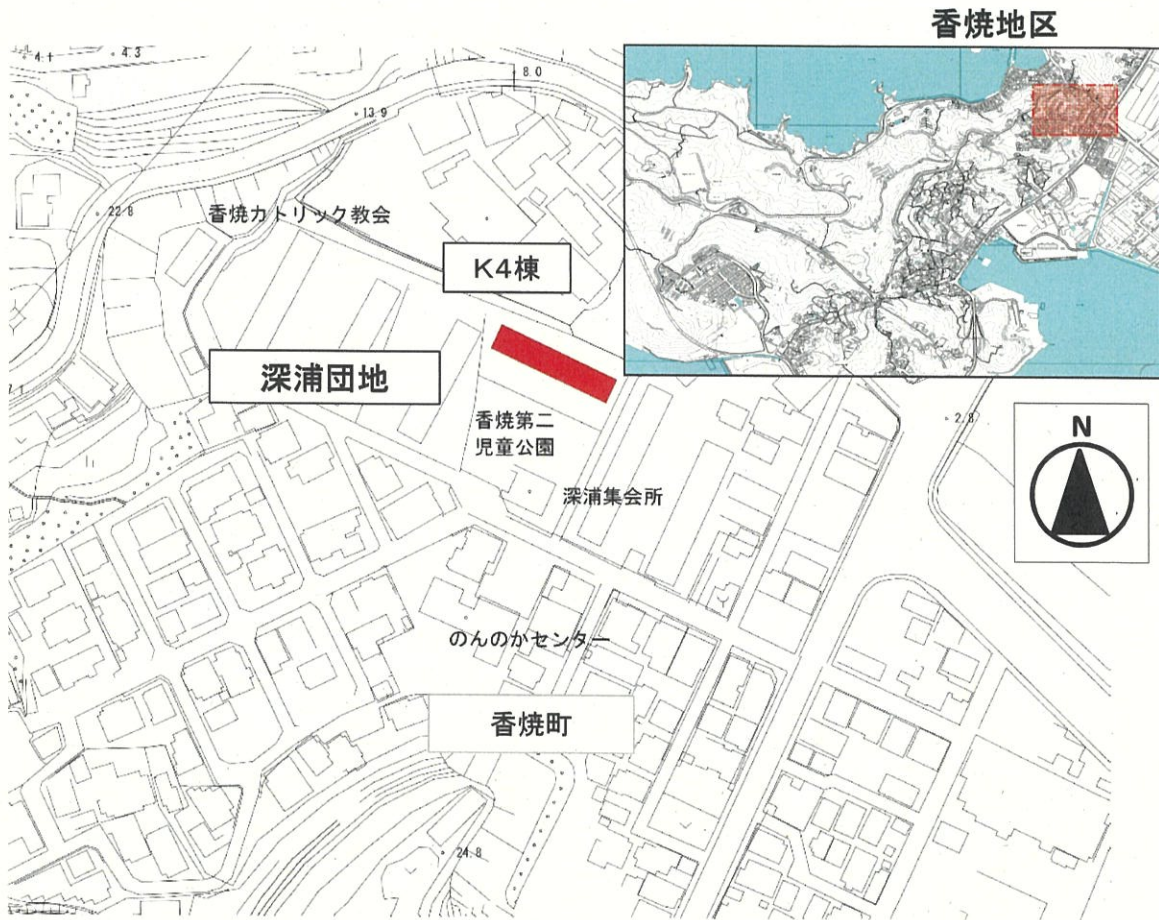 香焼地区
4.1
4.3
8.0
13.9
22.8
香焼カトリック教会
K4棟
深浦団地
香焼第二
児童公園
2.8
N
深浦集会所
のんのかセンター
香焼町
24.8